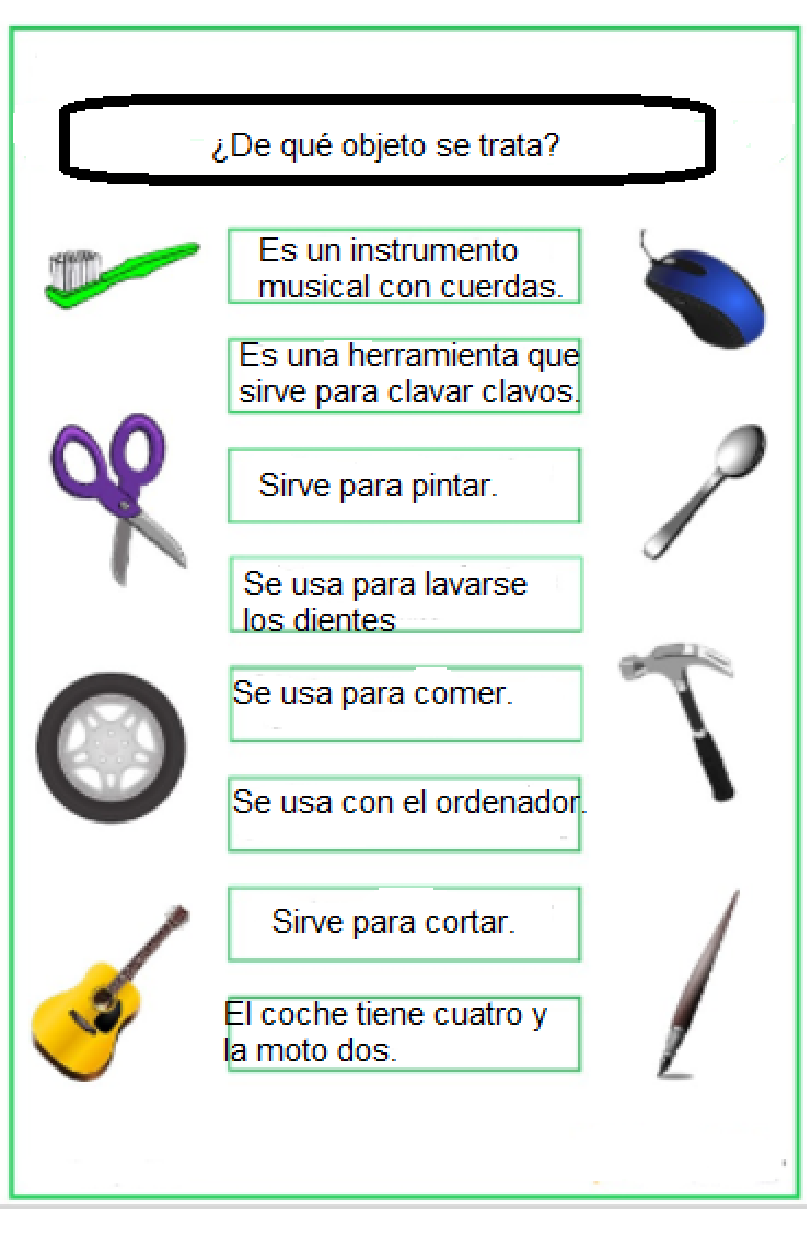 ¿De qué objeto se trata?
Es un instrumento
musical con cuerdas.
Es una herramienta que
sirve para clavar clavos.
Sirve para pintar.
Se usa para lavarse
los dientes
Se usa para comer.
Se usa con el ordenador.
Sirve para cortar.
El coche tiene cuatro y
la moto dos.